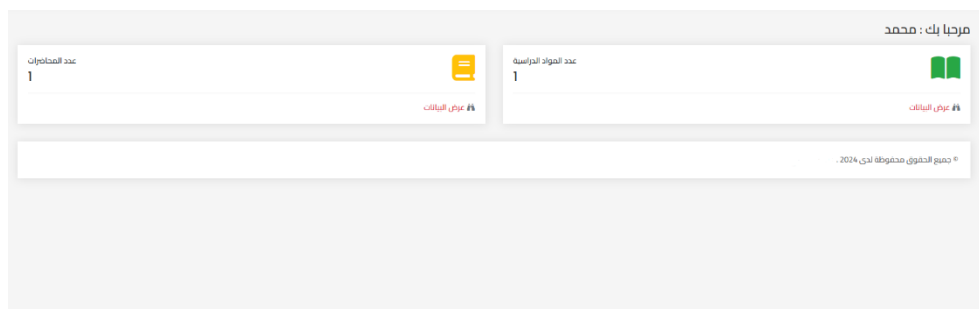 مرحبا بك : محمد
عدد المواد الدراسية
1
عرض البيانات
عدد المحاضرات
1
عرض البيانات
© جميع الحقوق محفوظة لدى 2024 .